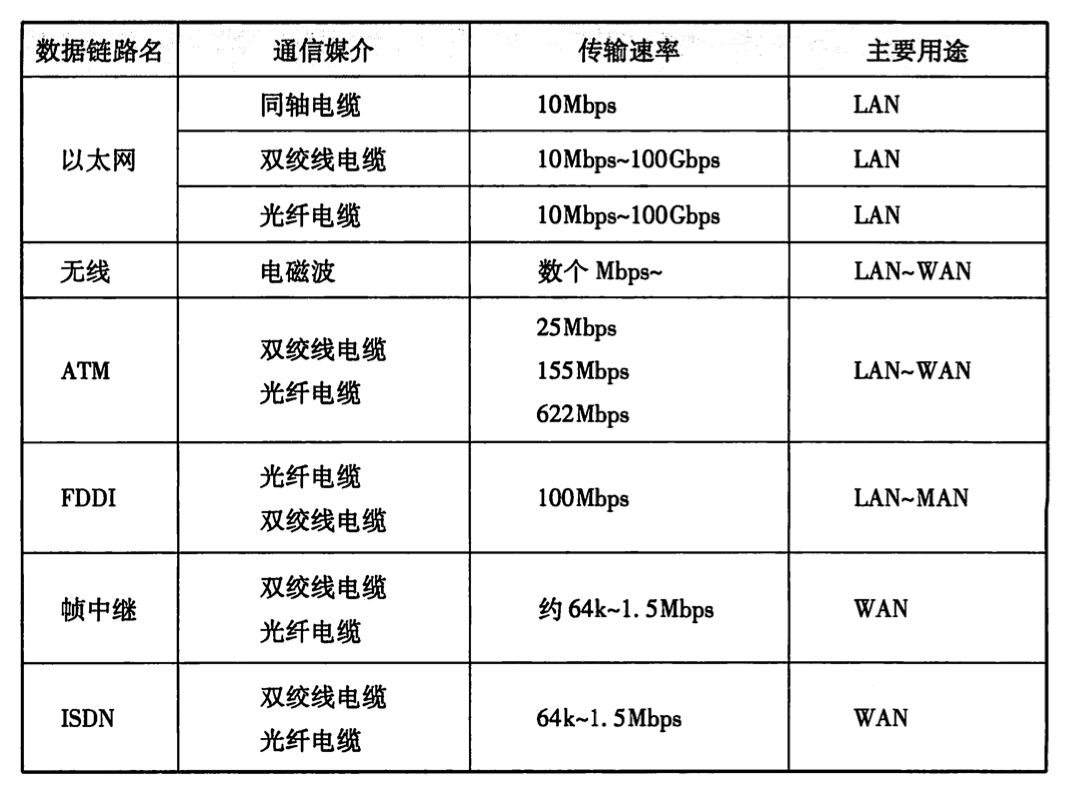 数据链路名 通信媒介 传输速率 主要用途
以太网 同轴电缆 10Mbps LAN
双绞线电缆 10Mbps~100Gbps LAN
光纤电缆 10Mbps~100Gbps LAN
无线 电磁波 数个 Mbps~ LAN~WAN
ATM 双绞线电缆 25Mbps LAN~WAN
光纤电缆 155Mbps
622Mbps
FDDI 光纤电缆 100Mbps LAN~MAN
双绞线电缆
帧中继 双绞线电缆 约 64k~1. 5Mbps WAN
光纤电缆
ISDN 双绞线电缆 64k~1. 5Mbps WAN
光纤电缆